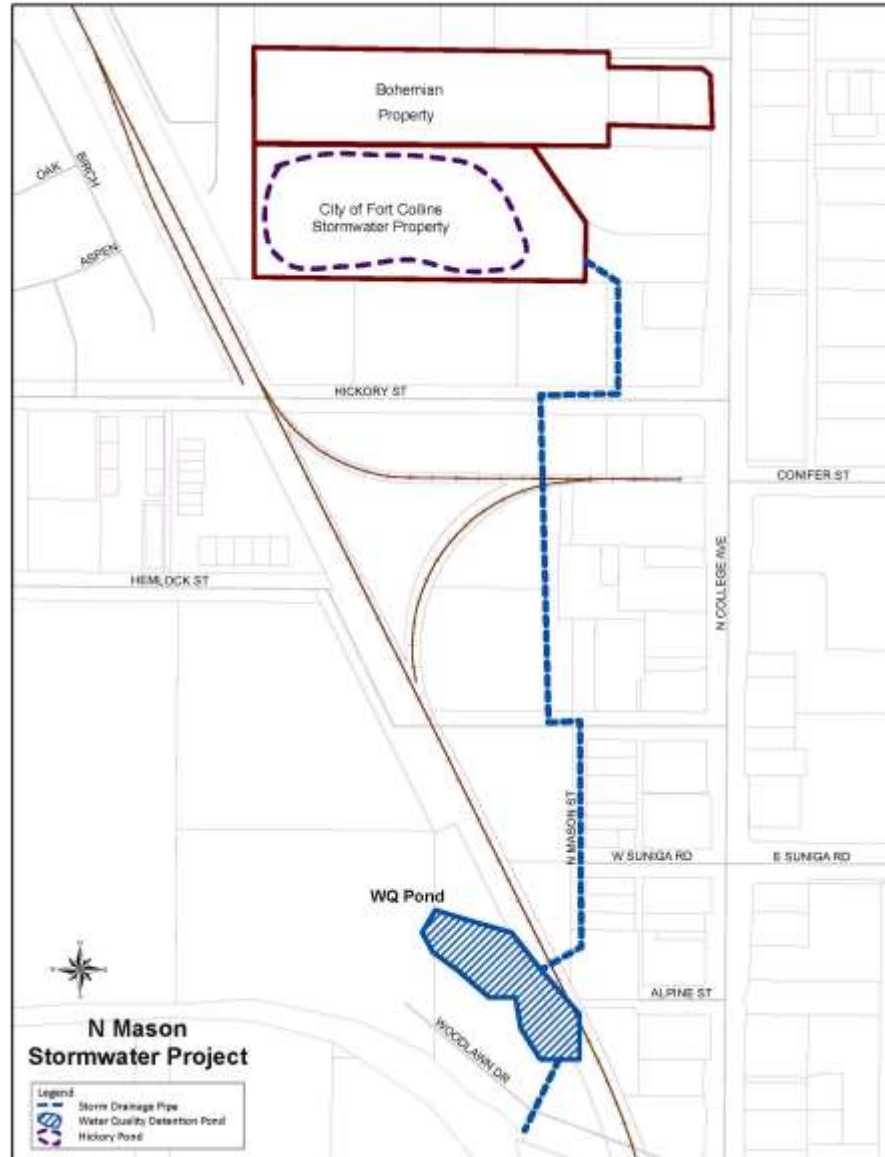 Bohemian
Property
OAK
BIRCH
City of Fort Collins
Stormwater Property
ASPEN
HICKORY ST
CONIFER ST
HEMLOCK ST
N COLLEGE AVE
N MASON ST
W SUNIGA RD
E SUNIGA RD
WQ Pond
ALPINE ST
WOODLAWN DR
N Mason
Stormwater Project
Legend
Storm Drainage Pipe
Water Quality Detention Pond
Hickory Pond